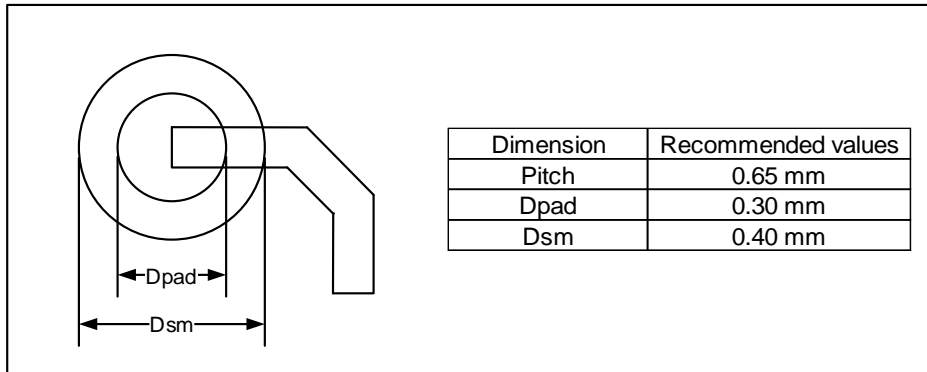 Dimension Recommended values
Pitch 0.65 mm
Dpad 0.30 mm
Dsm 0.40 mm
Dpad
Dsm